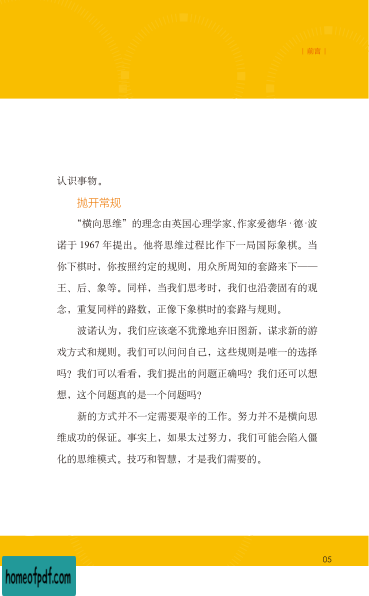 | 前言 |
认识事物。
抛开常规
“横向思维”的理念由英国心理学家、作家爱德华·德·波
诺于 1967 年提出。他将思维过程比作下一局国际象棋。当
你下棋时，你按照约定的规则，用众所周知的套路来下——
王、后、象等。同样，当我们思考时，我们也沿袭固有的观
念，重复同样的路数，正像下象棋时的套路与规则。
波诺认为，我们应该毫不犹豫地弃旧图新，谋求新的游
戏方式和规则。我们可以问问自己，这些规则是唯一的选择
吗？我们可以看看，我们提出的问题正确吗？我们还可以想
想，这个问题真的是一个问题吗？
新的方式并不一定需要艰辛的工作。努力并不是横向思
维成功的保证。事实上，如果太过努力，我们可能会陷入僵
化的思维模式。技巧和智慧，才是我们需要的。
05
homeofpdf.com